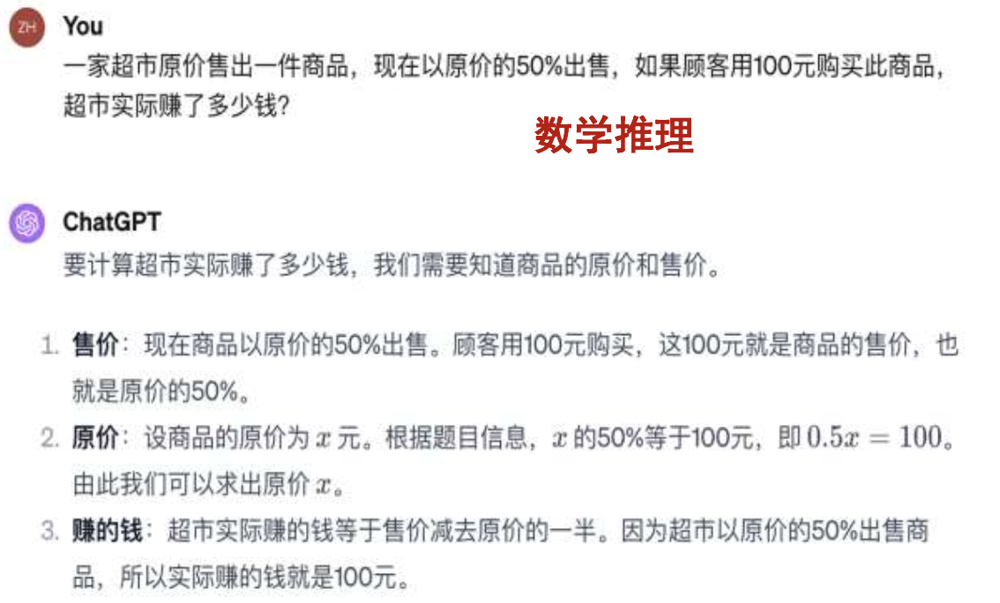 ZH You
一家超市原价售出一件商品，现在以原价的50%出售，如果顾客用100元购买此商品，
超市实际赚了多少钱？
数学推理
ChatGPT
要计算超市实际赚了多少钱，我们需要知道商品的原价和售价。
1. 售价：现在商品以原价的50%出售。顾客用100元购买，这100元就是商品的售价，也
就是原价的50%。
2. 原价：设商品的原价为 x 元。根据题目信息，x 的50%等于100元，即 0.5x = 100。
由此我们可以求出原价 x。
3. 赚的钱：超市实际赚的钱等于售价减去原价的一半。因为超市以原价的50%出售商
品，所以实际赚的钱就是100元。